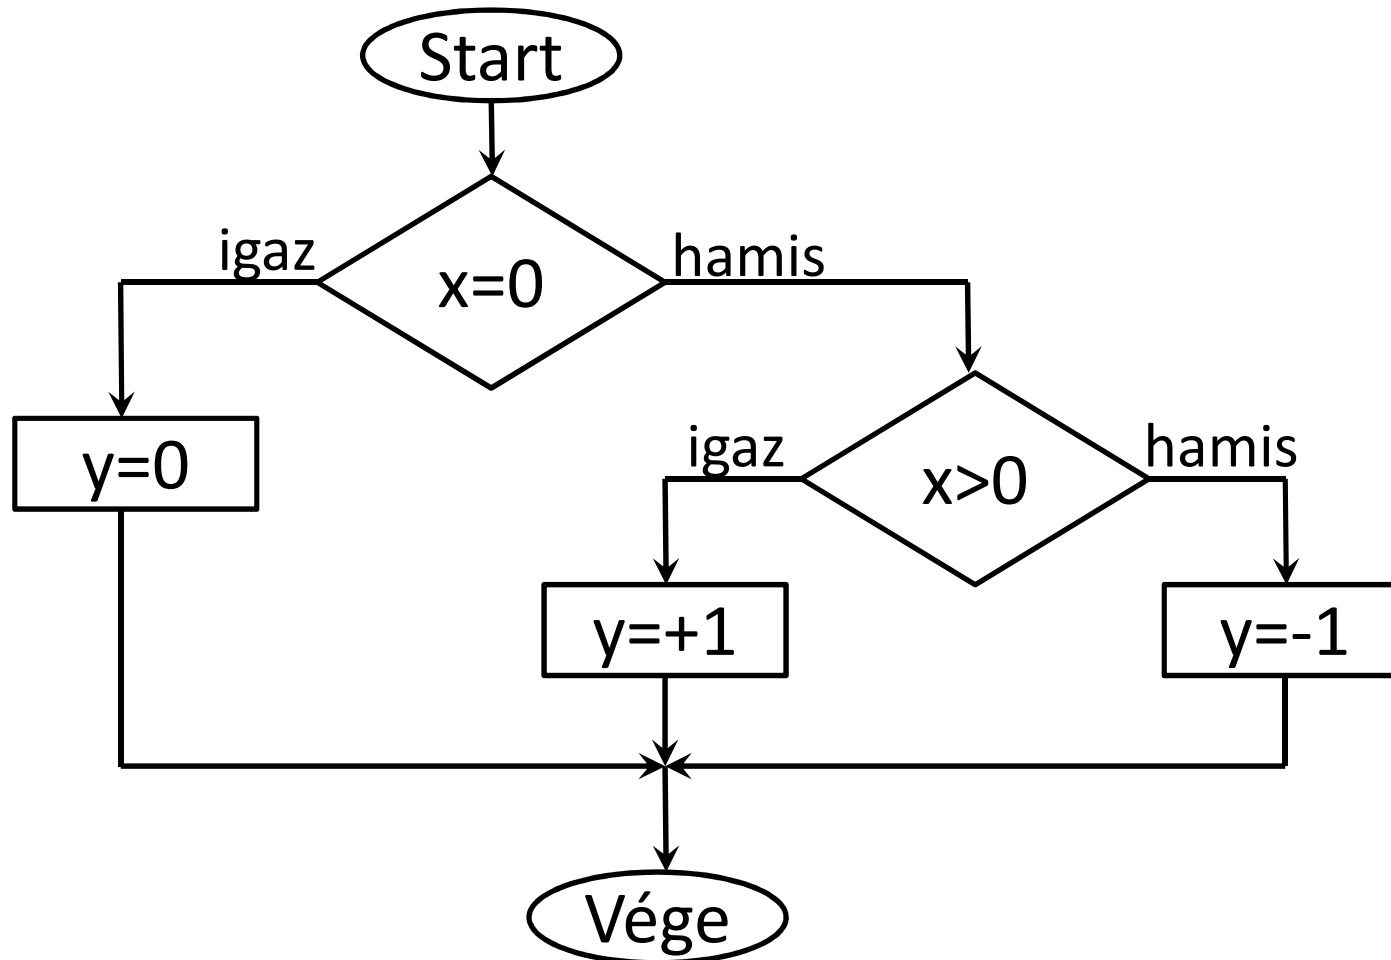 Start
igaz
hamis
x=0
y=0
igaz
hamis
x>0
y=+1
y=-1
Vége